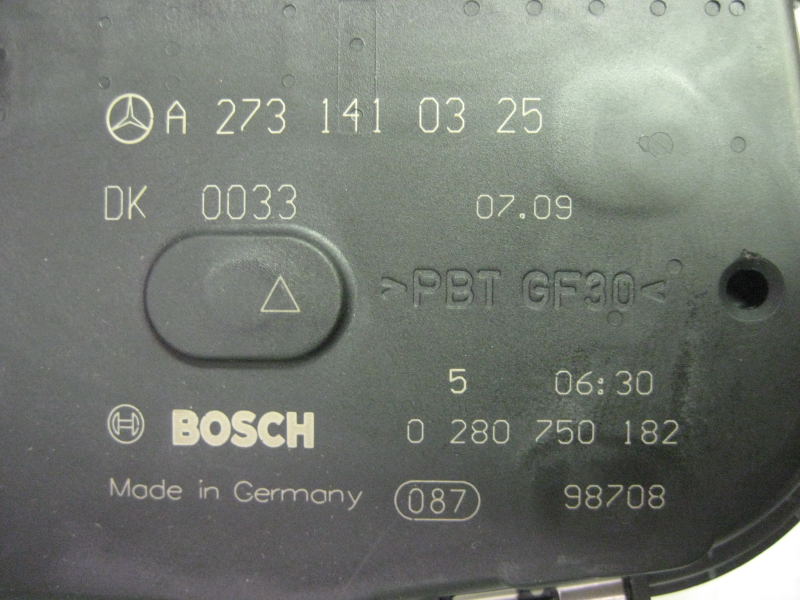 A 273 141 03 25
DK 0033 07.09
>PBT GF30<
5 06:30
BOSCH 0 280 750 182
Made in Germany 087 98708